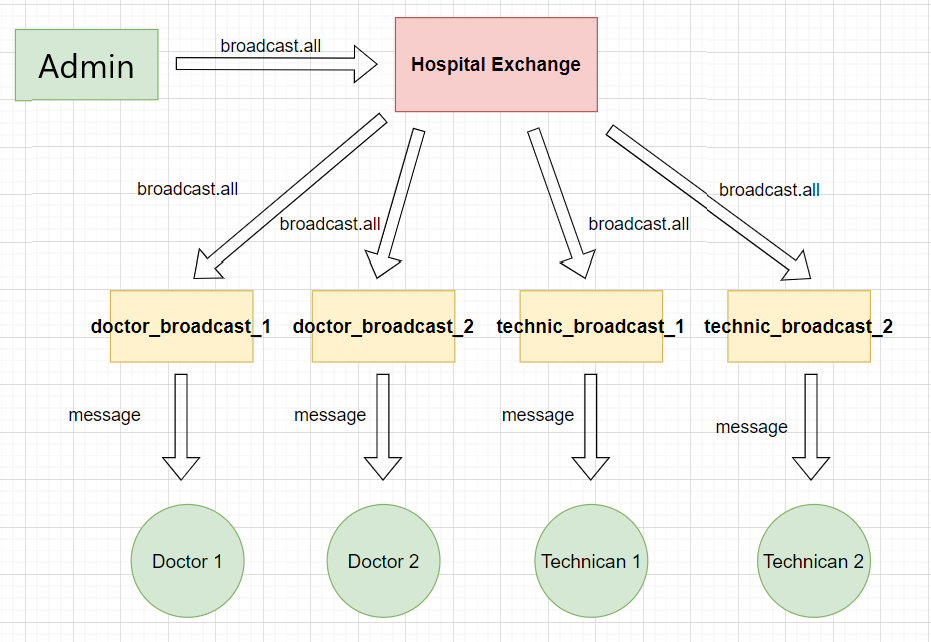 broadcast.all
Admin
Hospital Exchange
broadcast.all
broadcast.all
broadcast.all
broadcast.all
doctor_broadcast_1
doctor_broadcast_2
technic_broadcast_1
technic_broadcast_2
message
message
message
message
Doctor 1
Doctor 2
Technican 1
Technican 2